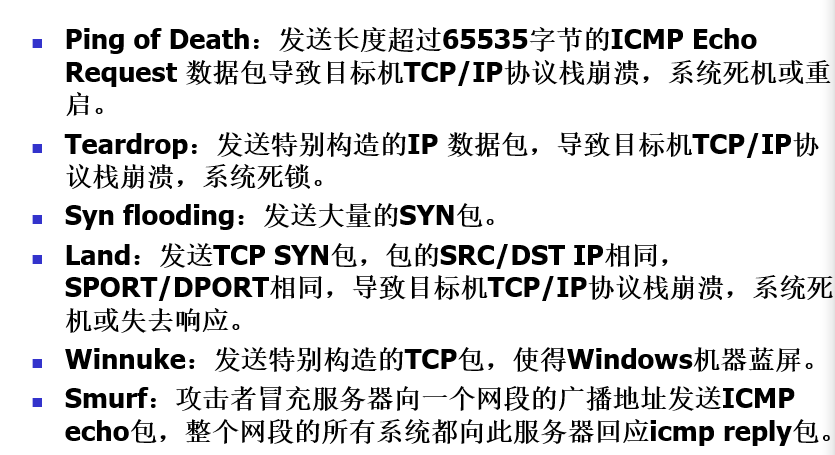 Ping of Death：发送长度超过65535字节的ICMP Echo
Request 数据包导致目标机TCP/IP协议栈崩溃，系统死机或重
启。
Teardrop：发送特别构造的IP 数据包，导致目标机TCP/IP协
议栈崩溃，系统死锁。
Syn flooding：发送大量的SYN包。
Land：发送TCP SYN包，包的SRC/DST IP相同，
SPORT/DPORT相同，导致目标机TCP/IP协议栈崩溃，系统死
机或失去响应。
Winnuke：发送特别构造的TCP包，使得Windows机器蓝屏。
Smurf：攻击者冒充服务器向一个网段的广播地址发送ICMP
echo包，整个网段的所有系统都向此服务器回应icmp reply包。